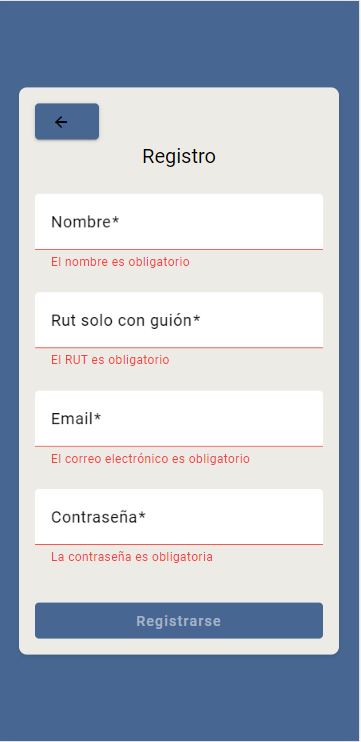 Registro
Nombre*
El nombre es obligatorio
Rut solo con guión*
El RUT es obligatorio
Email*
El correo electrónico es obligatorio
Contraseña*
La contraseña es obligatoria
Registrarse